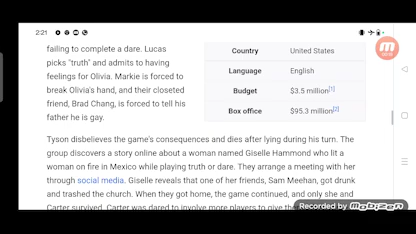 2:21
failing to complete a dare. Lucas
picks "truth" and admits to having
feelings for Olivia. Markie is forced to
break Olivia's hand, and their closeted
friend, Brad Chang, is forced to tell his
father he is gay.
Country United States
Language English
Budget $3.5 million[1]
Box office $95.3 million[2]
Tyson disbelieves the game's consequences and dies after lying during his turn. The
group discovers a story online about a woman named Giselle Hammond who lit a
woman on fire in Mexico while playing truth or dare. They arrange a meeting with her
through social media. Giselle reveals that one of her friends, Sam Meehan, got drunk
and trashed the church. When they got home, the game continued, and only she and
Carter survived. Carter was dared to involve more players to give the
Recorded by Mobizen